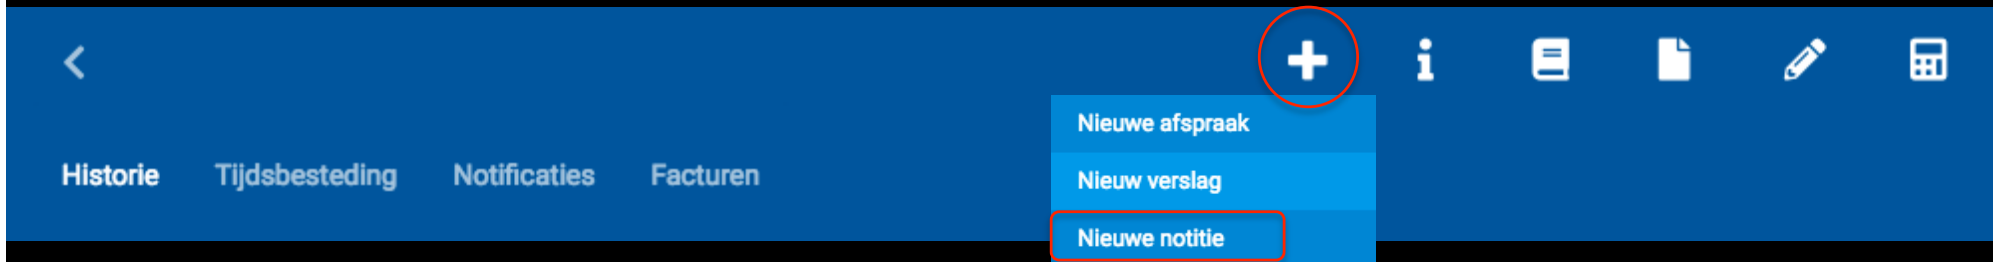 Nieuwe afspraak
Historie Tijdsbesteding Notificaties Facturen
Nieuw verslag
Nieuwe notitie